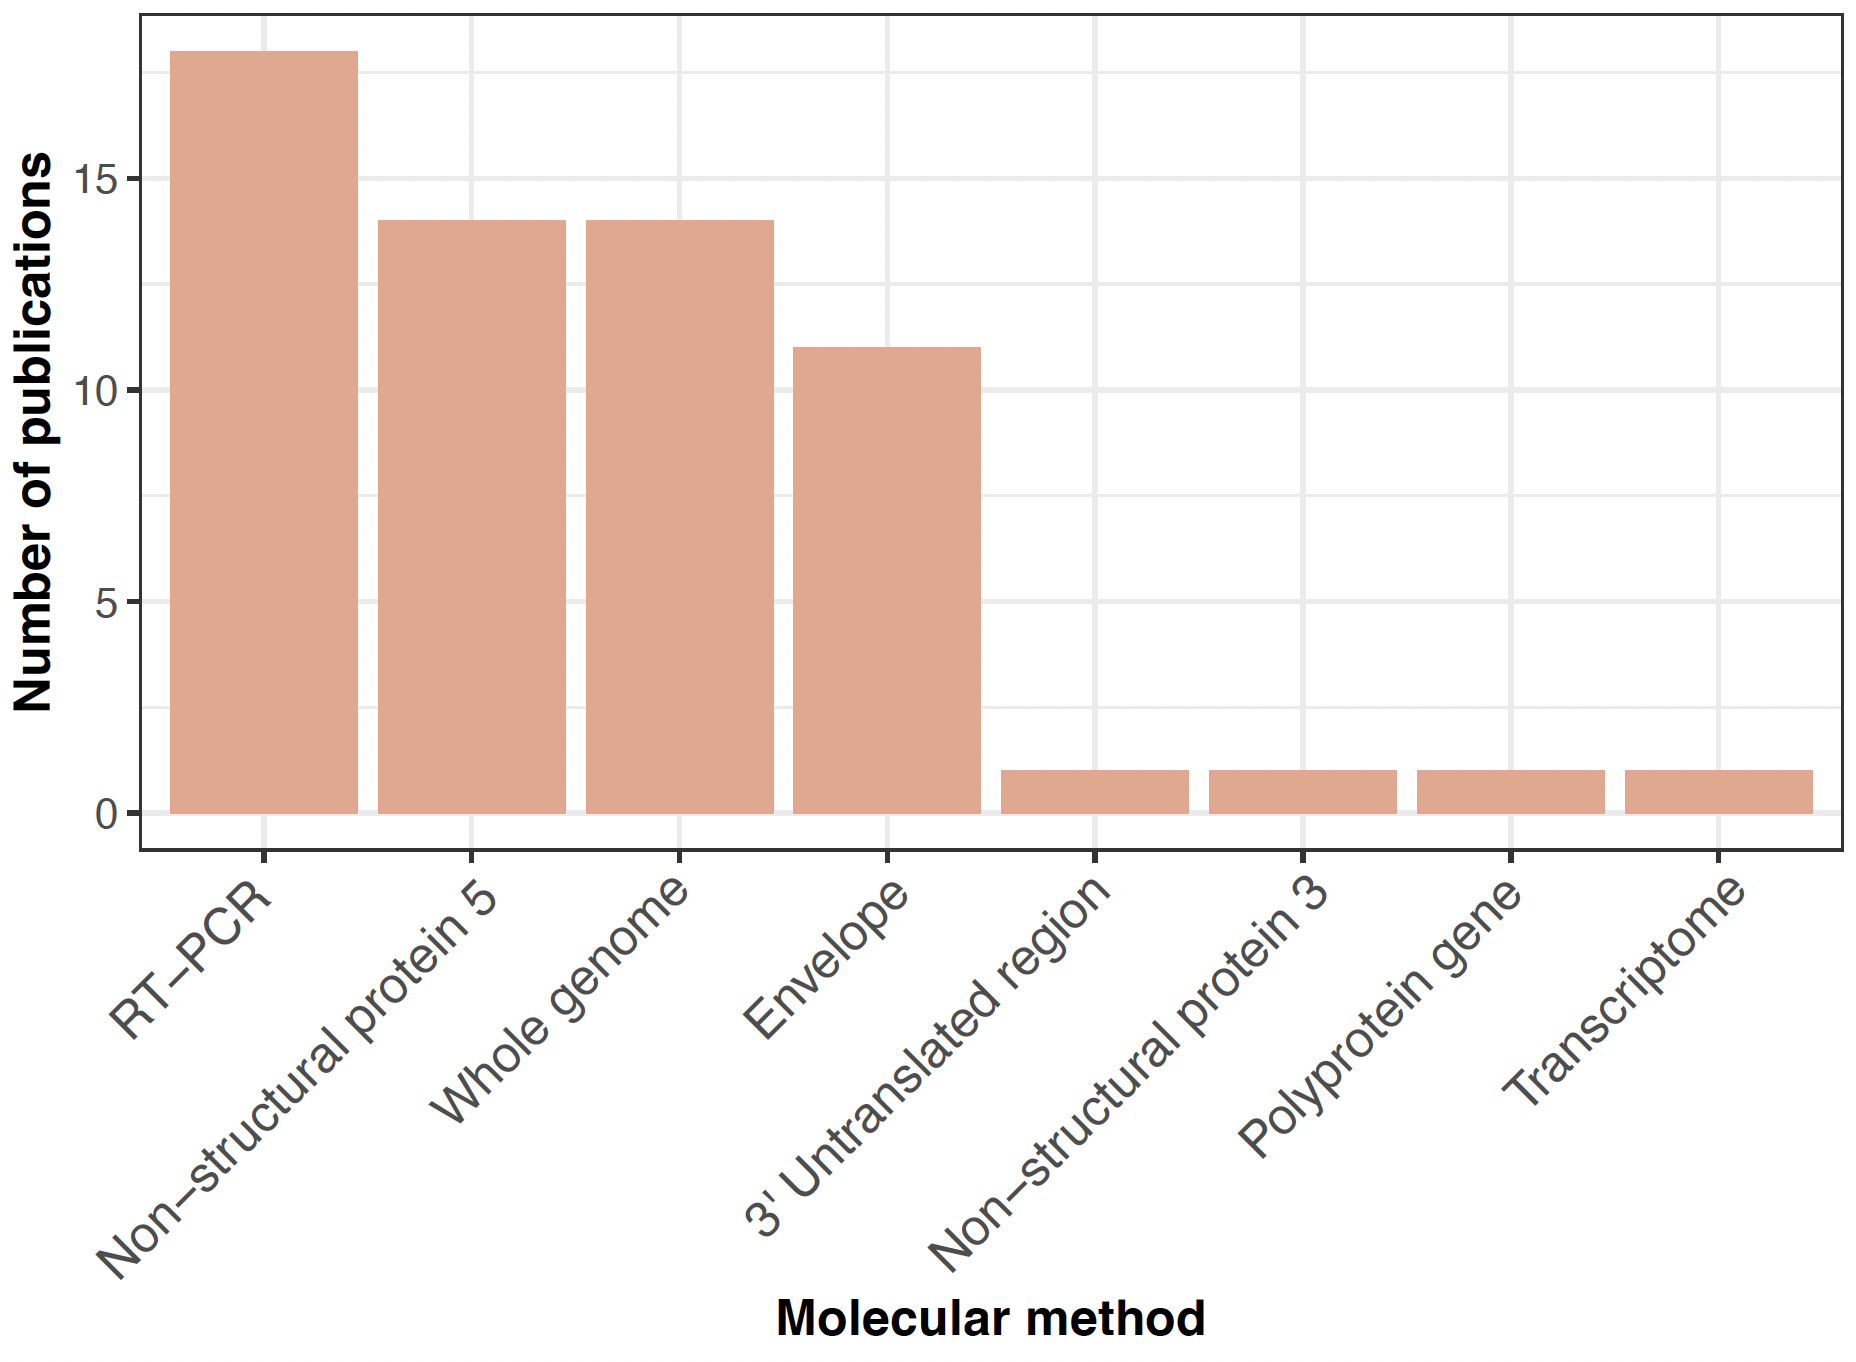 Number of publications
15
10
5
0
RT−PCR
Non−structural protein 5
Whole genome
Envelope
3' Untranslated region
Non−structural protein 3
Polyprotein gene
Transcriptome
Molecular method